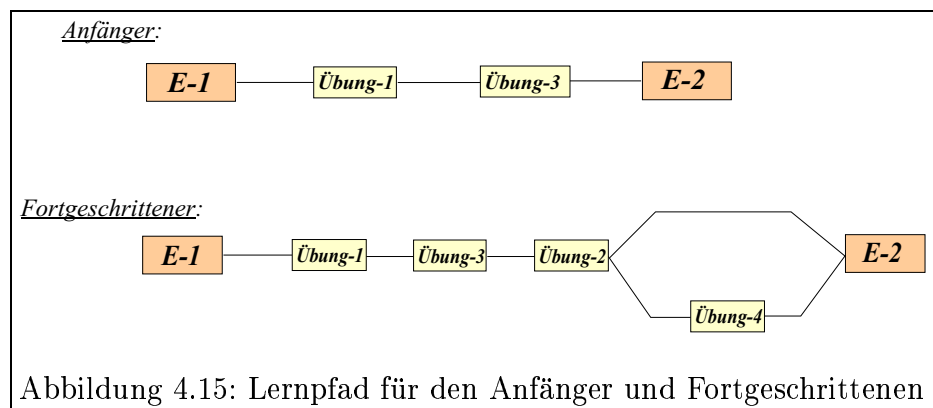 Anfänger:
E-1 Übung-1 Übung-3 E-2
Fortgeschrittener:
E-1 Übung-1 Übung-3 Übung-2 E-2
Übung-4
Abbildung 4.15: Lernpfad für den Anfänger und Fortgeschrittenen